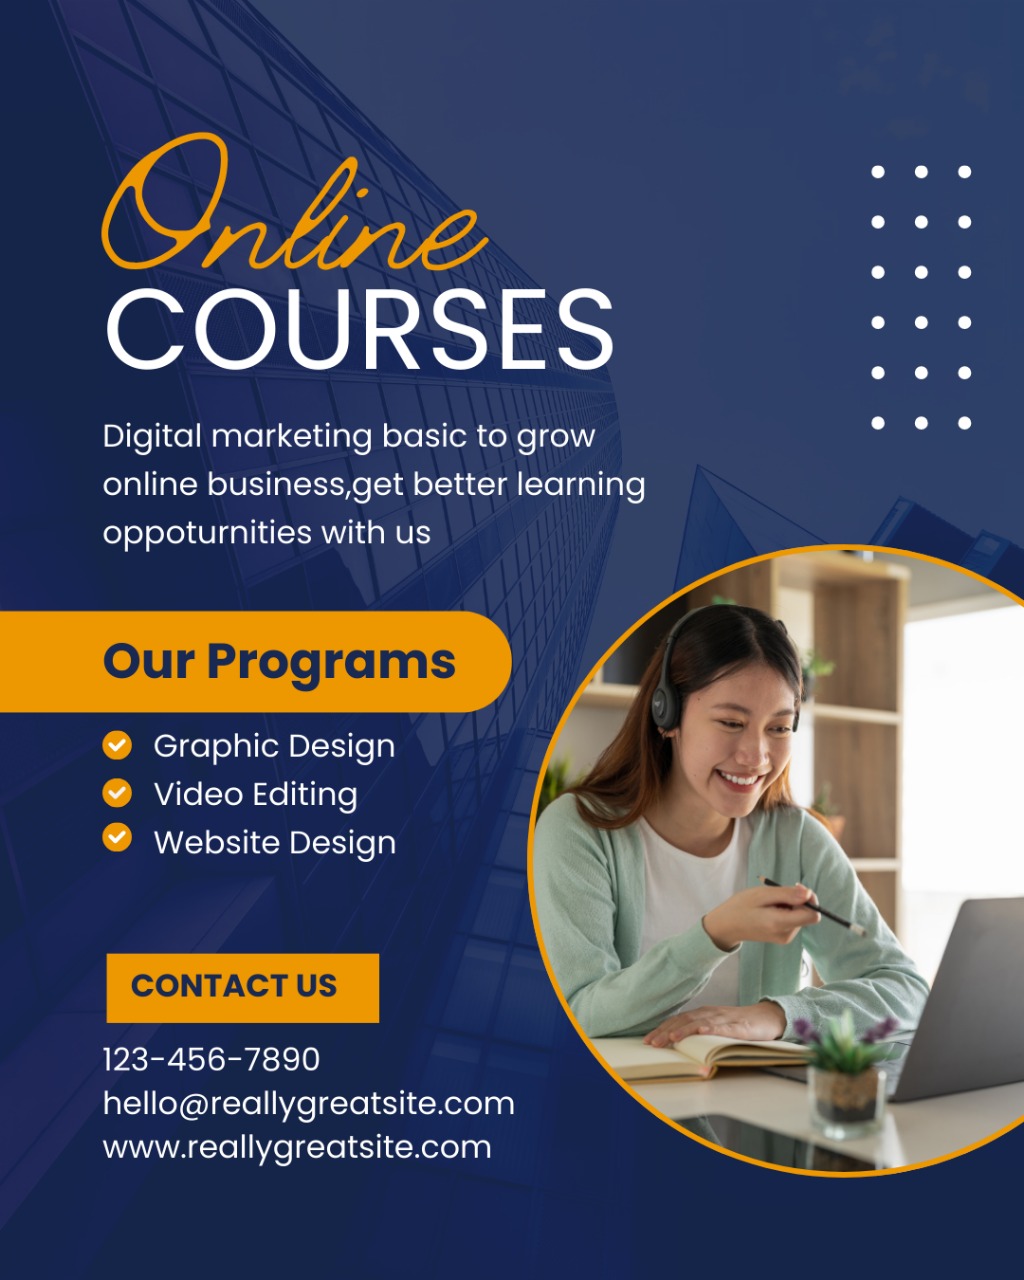 Online
COURSES
Digital marketing basic to grow
online business,get better learning
oppoturnities with us
Our Programs
Graphic Design
Video Editing
Website Design
CONTACT US
123-456-7890
hello@reallygreatsite.com
www.reallygreatsite.com